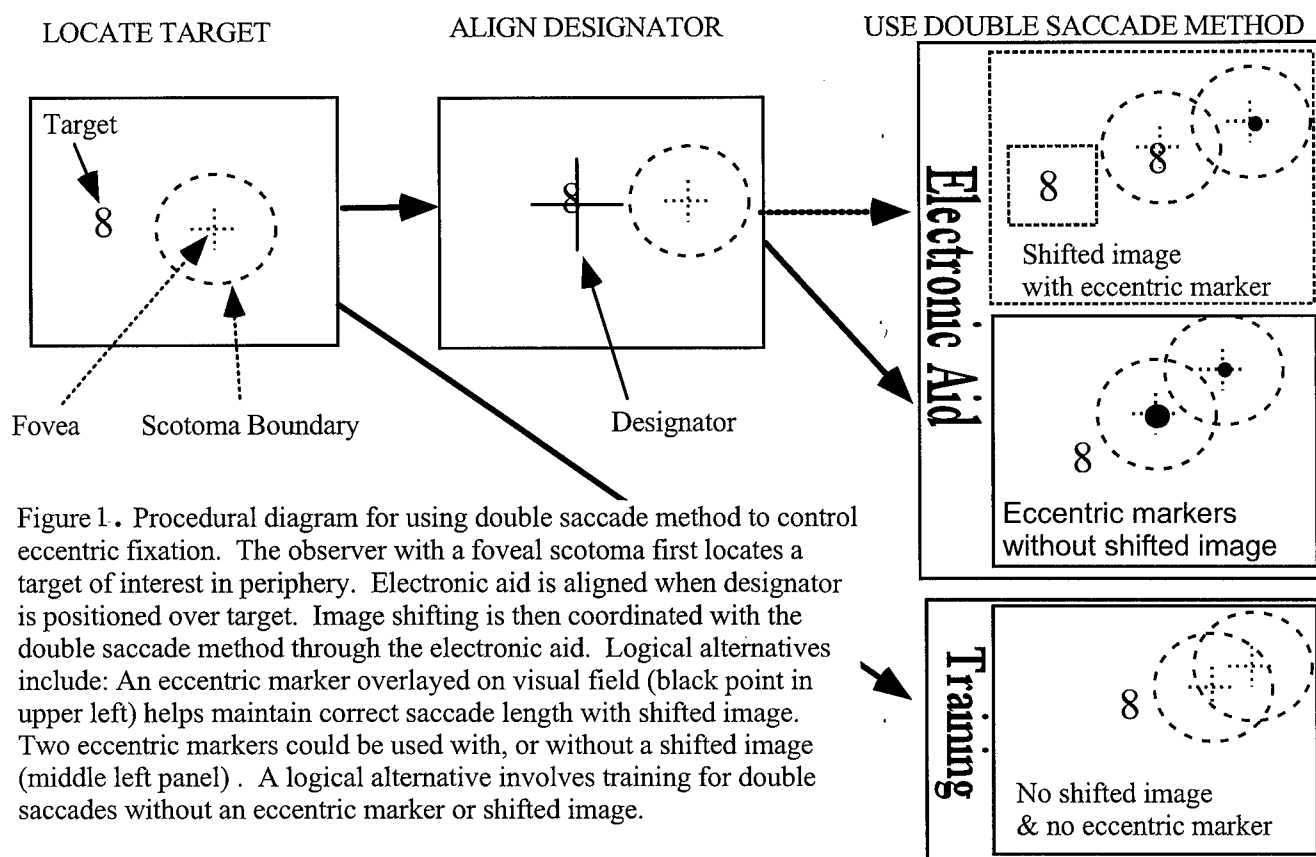 LOCATE TARGET
ALIGN DESIGNATOR
USE DOUBLE SACCADE METHOD
Target
8
Fovea
Scotoma Boundary
8
Designator
Electronic Aid
8
8
Shifted image
with eccentric marker
8
Eccentric markers
without shifted image
Training
8
No shifted image
& no eccentric marker
Figure 1. Procedural diagram for using double saccade method to control
eccentric fixation. The observer with a foveal scotoma first locates a
target of interest in periphery. Electronic aid is aligned when designator
is positioned over target. Image shifting is then coordinated with the
double saccade method through the electronic aid. Logical alternatives
include: An eccentric marker overlayed on visual field (black point in
upper left) helps maintain correct saccade length with shifted image.
Two eccentric markers could be used with, or without a shifted image
(middle left panel) . A logical alternative involves training for double
saccades without an eccentric marker or shifted image.